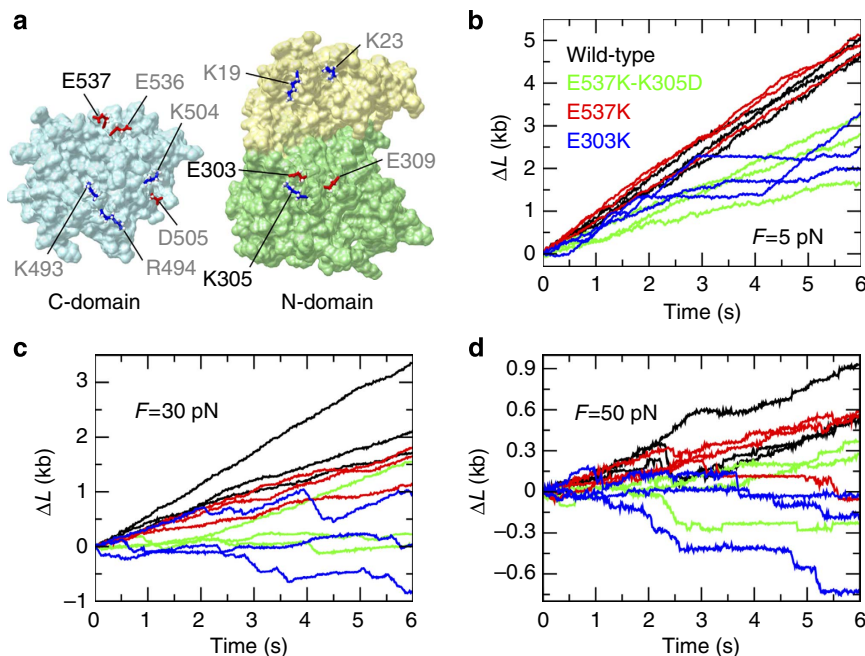 a
E537
E536
K504
K19
K23
E303
E309
K493
D505
R494
K305
C-domain
N-domain
b
5
4
3
2
1
0
ΔL (kb)
Wild-type
E537K-K305D
E537K
E303K
F=5 pN
0 1 2 3 4 5 6
Time (s)
c
3
2
1
0
−1
ΔL (kb)
F=30 pN
0 1 2 3 4 5 6
Time (s)
d
0.9
0.6
0.3
0
−0.3
−0.6
ΔL (kb)
F=50 pN
0 1 2 3 4 5 6
Time (s)